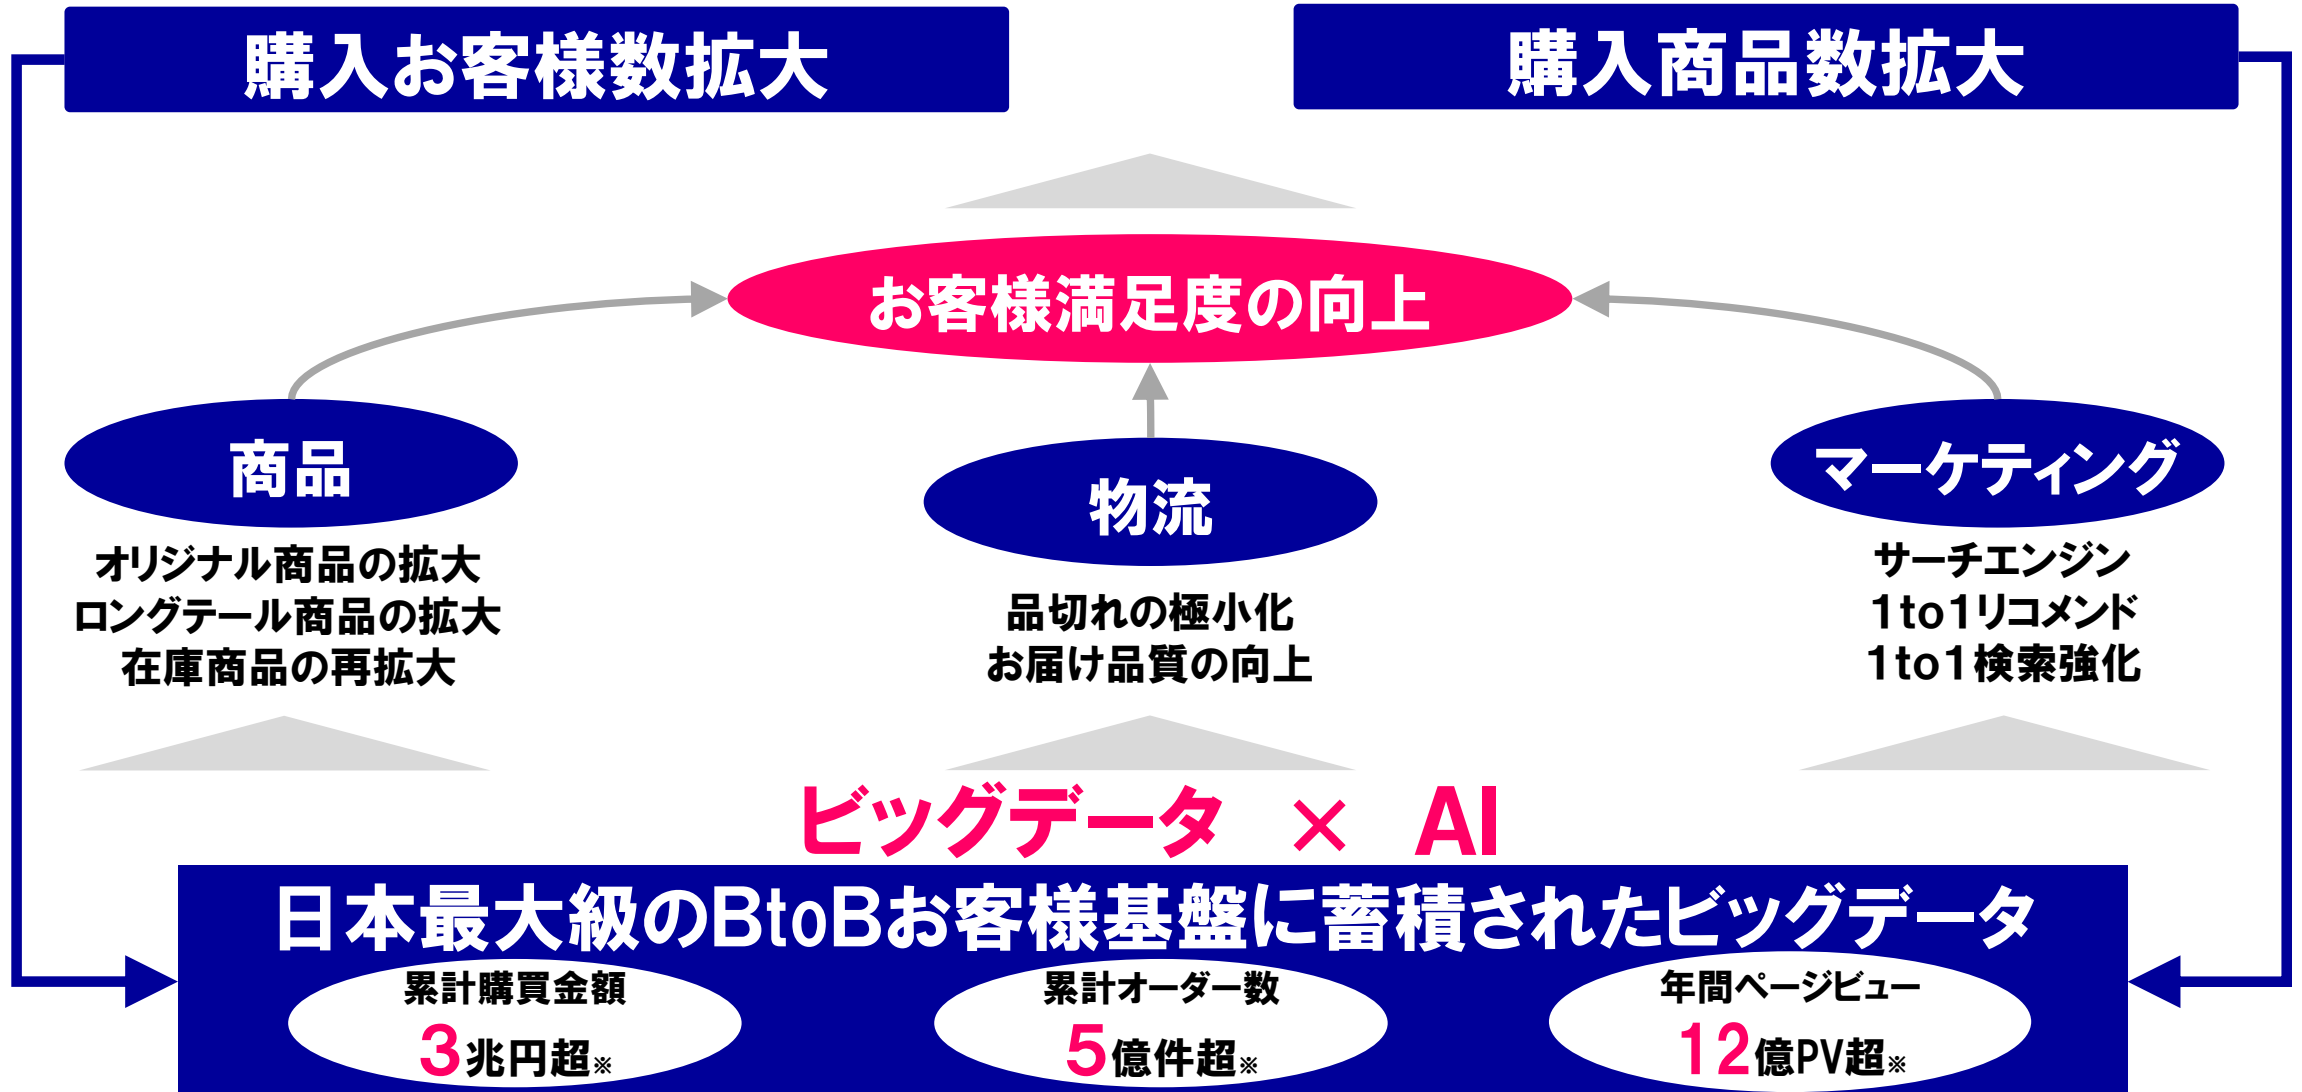 購入お客様数拡大
購入商品数拡大
お客様満足度の向上
商品
オリジナル商品の拡大
ロングテール商品の拡大
在庫商品の再拡大
物流
品切れの極小化
お届け品質の向上
マーケティング
サーチエンジン
1to1リコメンド
1to1検索強化
ビッグデータ × AI
日本最大級のBtoBお客様基盤に蓄積されたビッグデータ
累計購買金額
3兆円超※
累計オーダー数
5億件超※
年間ページビュー
12億PV超※